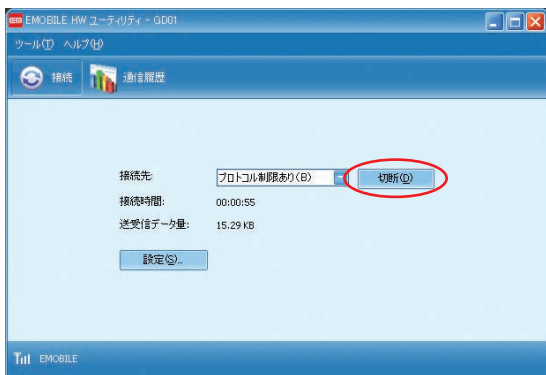 em EMOBILE HW ユーティリティ - GD01
ツール(T) ヘルプ(H)
接続 通信履歴
接続先: プロトコル制限あり(B) 切断(D)
接続時間: 00:00:55
送受信データ量: 15.29 KB
設定(S)...
EMOBILE